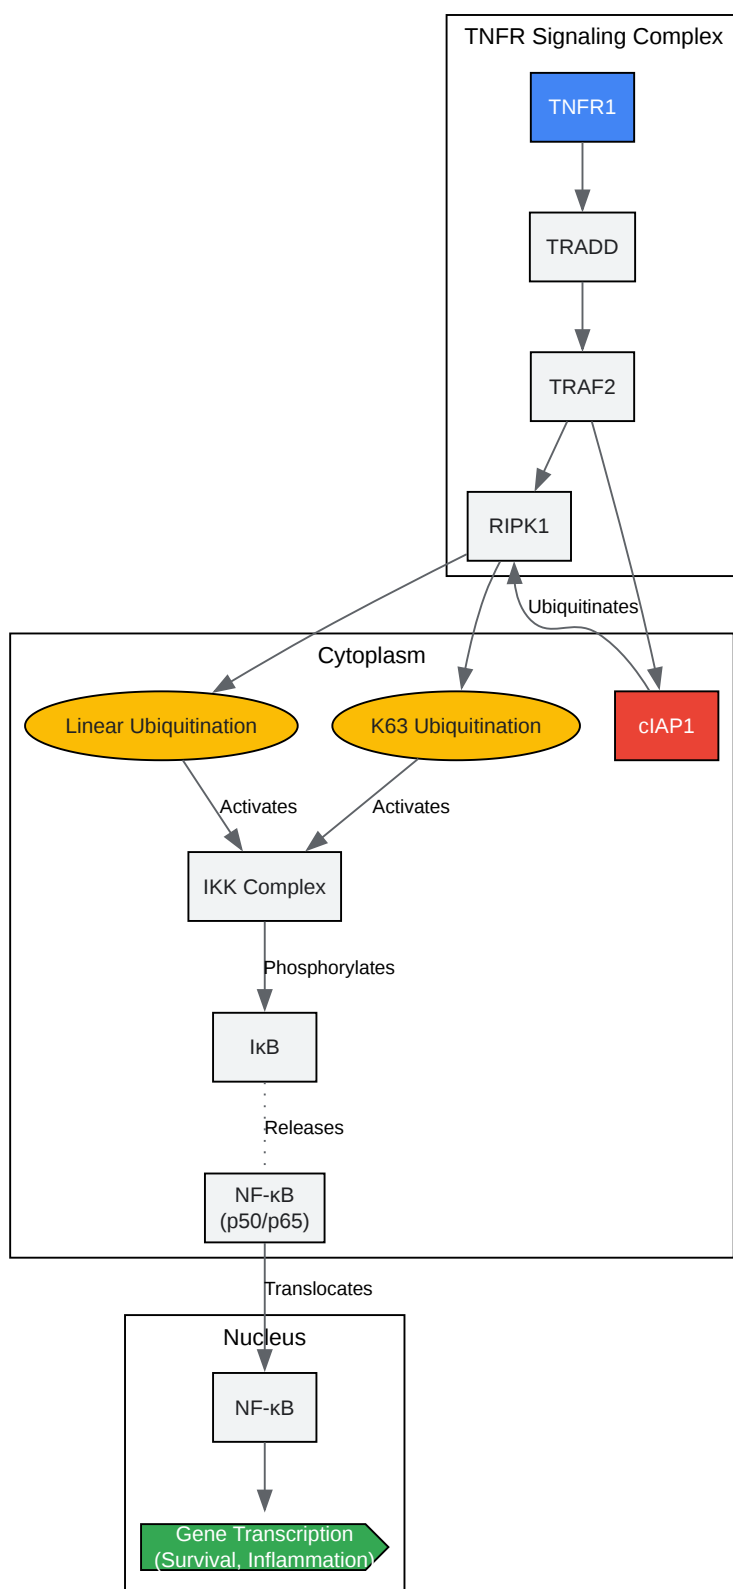 TNFR Signaling Complex
TNFR1
TRADD
TRAF2
RIPK1
Ubiquitinates
Cytoplasm
Linear Ubiquitination
K63 Ubiquitination
cIAP1
Activates
Activates
IKK Complex
Phosphorylates
IκB
Releases
NF-κB
(p50/p65)
Translocates
Nucleus
NF-κB
Gene Transcription
(Survival, Inflammation)